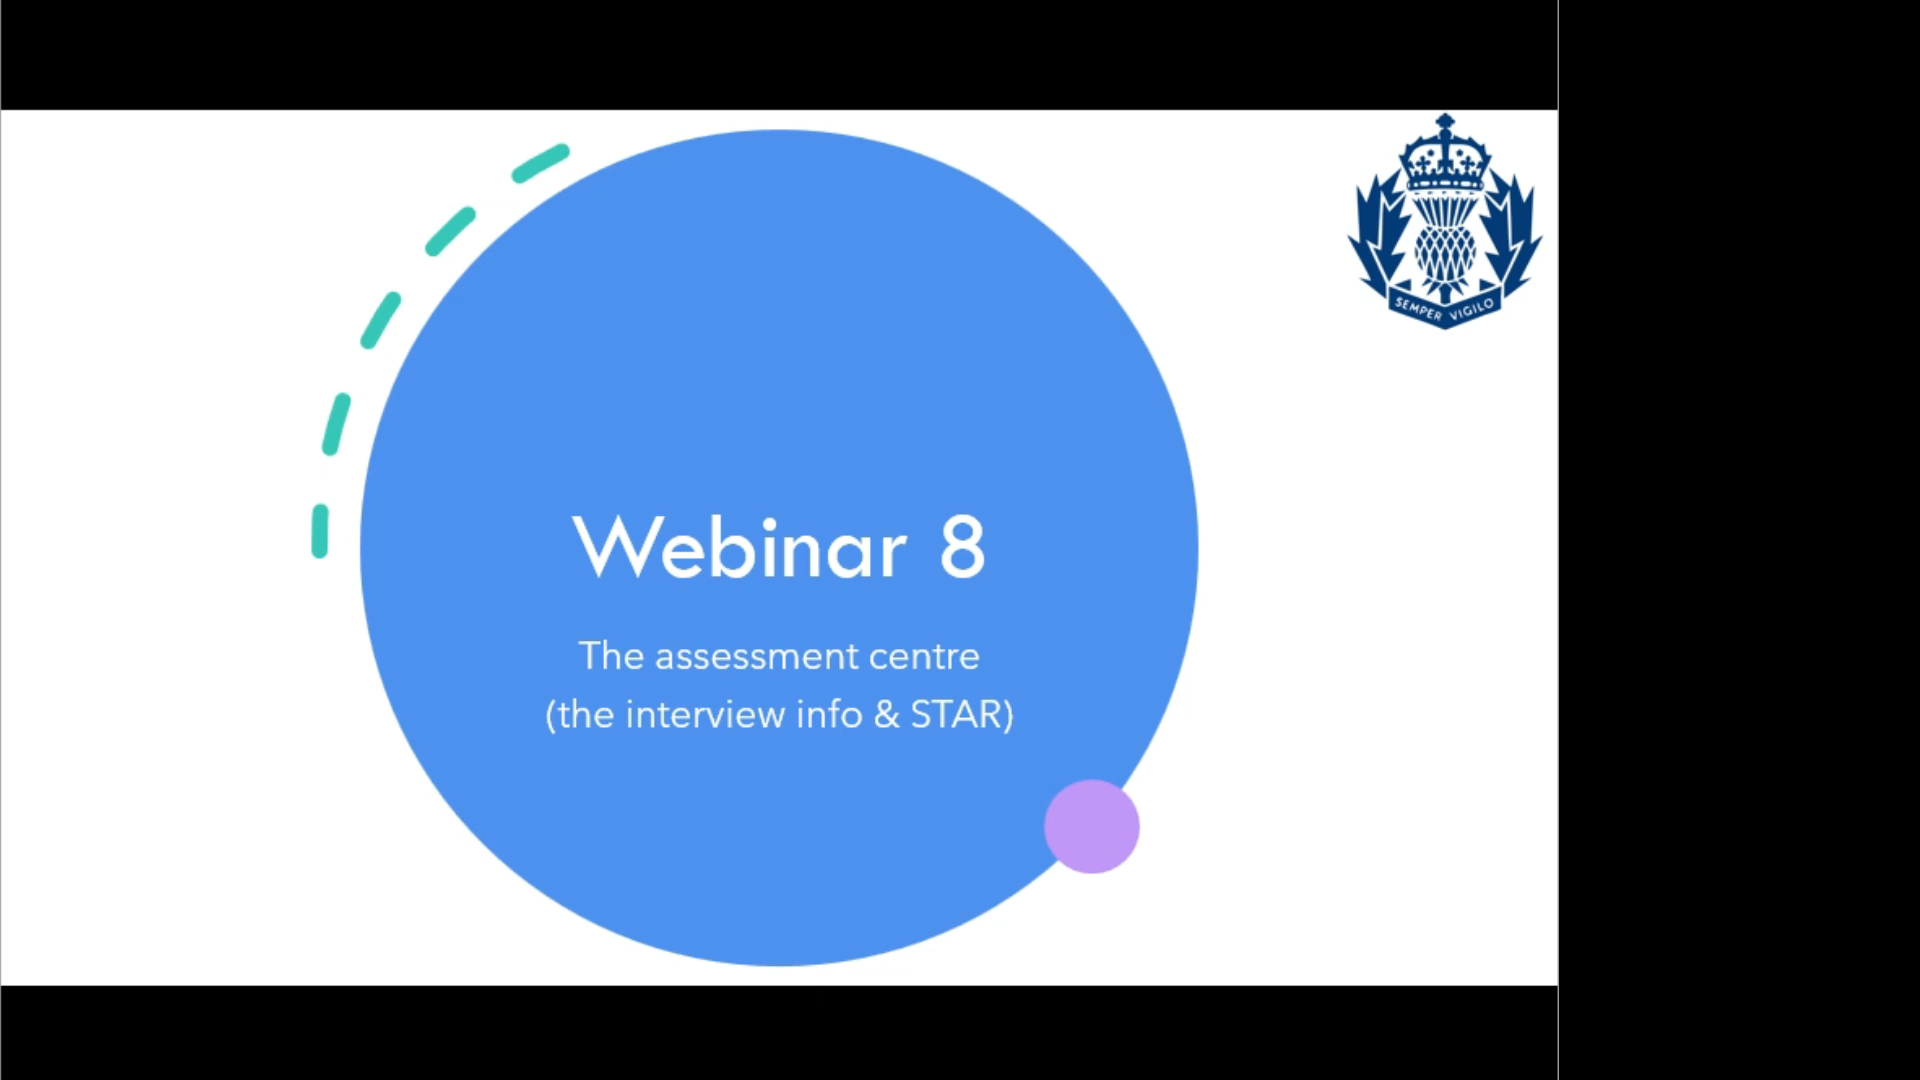 SEMPER VIGILO
Webinar 8
The assessment centre
(the interview info & STAR)